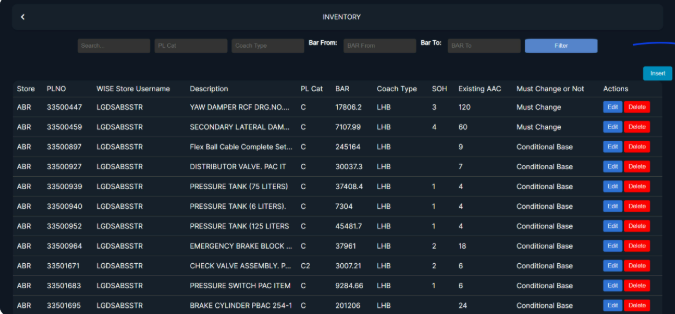 INVENTORY
Search... PL Cat Coach Type Bar From: BAR From Bar To: BAR To Filter
Insert
Store PLNO WISE Store Username Description PL Cat BAR Coach Type SOH Existing AAC Must Change or Not Actions
ABR 33500447 LGDSABSSTR YAW DAMPER RCF DRG.NO.... C 17806.2 LHB 3 120 Must Change Edit Delete
ABR 33500459 LGDSABSSTR SECONDARY LATERAL DAM... C 7107.99 LHB 4 60 Must Change Edit Delete
ABR 33500897 LGDSABSSTR Flex Ball Cable Complete Set... C 245164 LHB 9 Conditional Base Edit Delete
ABR 33500927 LGDSABSSTR DISTRIBUTOR VALVE. PAC IT C 30037.3 LHB 7 Conditional Base Edit Delete
ABR 33500939 LGDSABSSTR PRESSURE TANK (75 LITERS) C 37408.4 LHB 1 4 Conditional Base Edit Delete
ABR 33500940 LGDSABSSTR PRESSURE TANK (6 LITERS). C 7304 LHB 1 4 Conditional Base Edit Delete
ABR 33500952 LGDSABSSTR PRESSURE TANK (125 LITERS C 45481.7 LHB 1 4 Conditional Base Edit Delete
ABR 33500964 LGDSABSSTR EMERGENCY BRAKE BLOCK ... C 37961 LHB 2 18 Conditional Base Edit Delete
ABR 33501671 LGDSABSSTR CHECK VALVE ASSEMBLY. P... C2 3007.21 LHB 2 6 Conditional Base Edit Delete
ABR 33501683 LGDSABSSTR PRESSURE SWITCH PAC ITEM C 9284.66 LHB 1 6 Conditional Base Edit Delete
ABR 33501695 LGDSABSSTR BRAKE CYLINDER PBAC 254-1 C 201206 LHB 24 Conditional Base Edit Delete